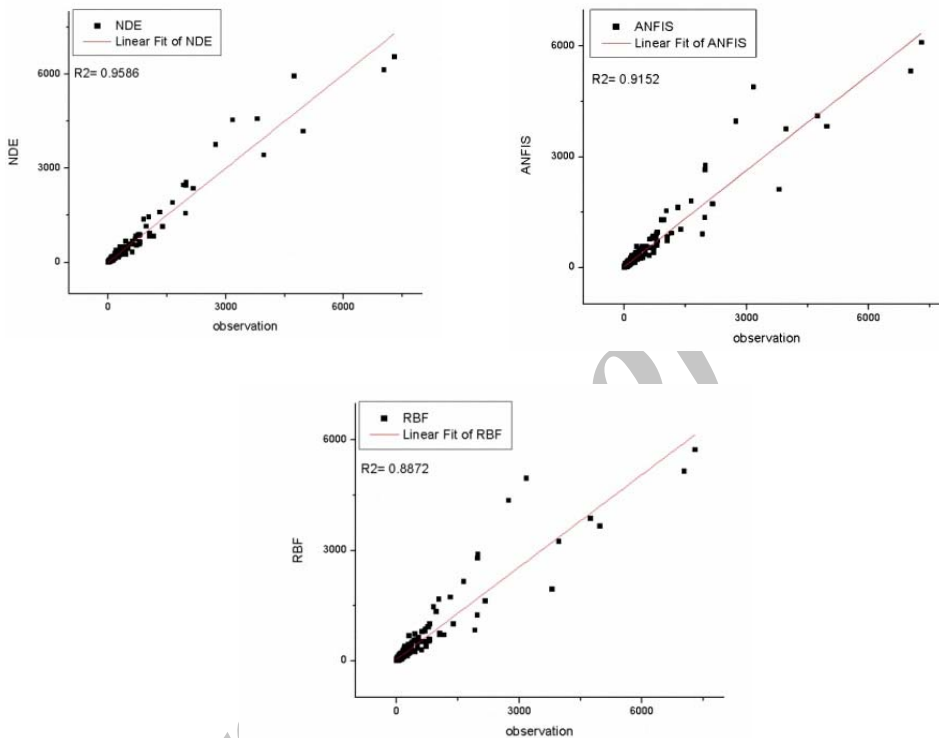 NDE
Linear Fit of NDE
R2= 0.9586
6000
3000
0
NDE
0
3000
6000
observation
ANFIS
Linear Fit of ANFIS
R2= 0.9152
6000
3000
0
ANFIS
0
3000
6000
observation
RBF
Linear Fit of RBF
R2= 0.8872
6000
3000
0
RBF
0
3000
6000
observation